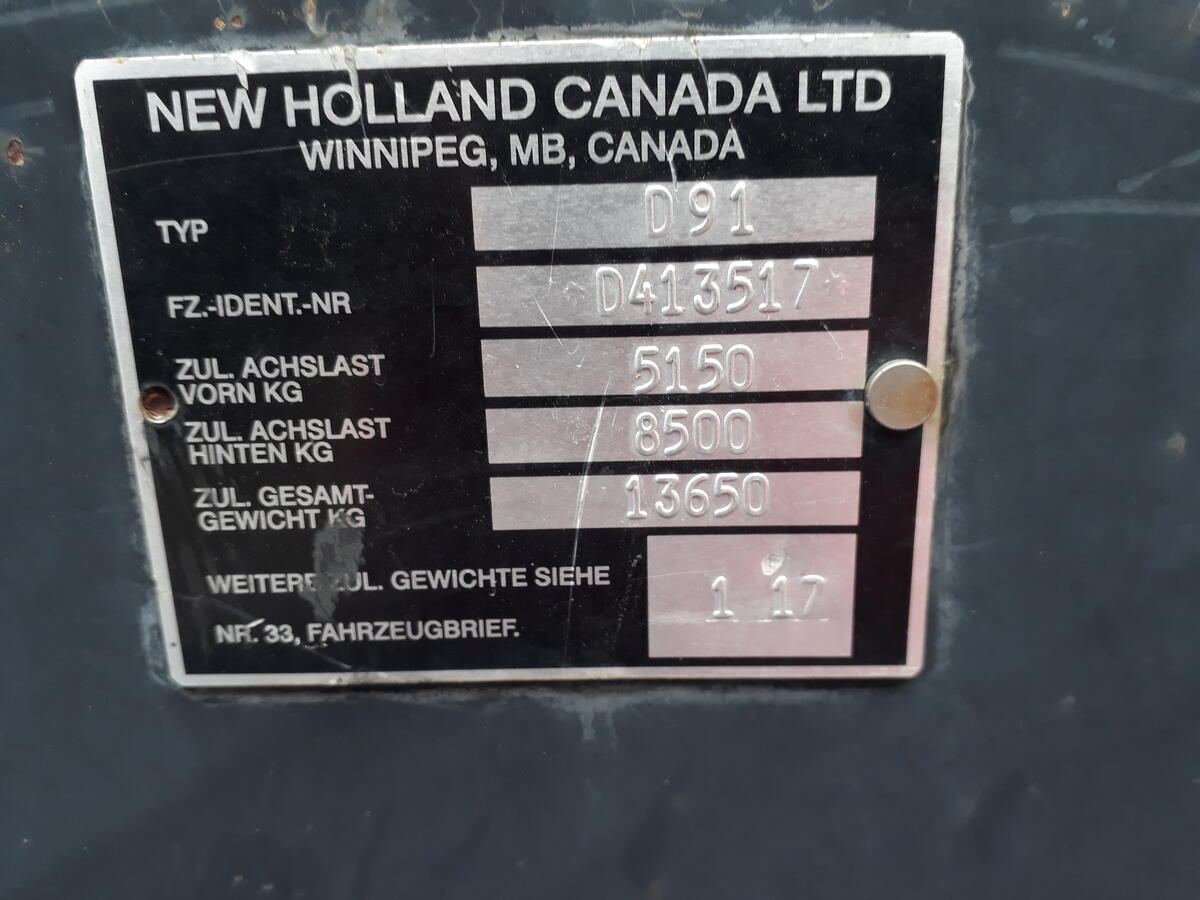 NEW HOLLAND CANADA LTD
WINNIPEG, MB, CANADA
TYP D91
FZ.-IDENT.-NR D413517
ZUL. ACHSLAST
VORN KG 5150
ZUL. ACHSLAST
HINTEN KG 8500
ZUL. GESAMT-
GEWICHT KG 13650
WEITERE ZUL. GEWICHTE SIEHE
NR. 33, FAHRZEUGBRIEF.
1 17